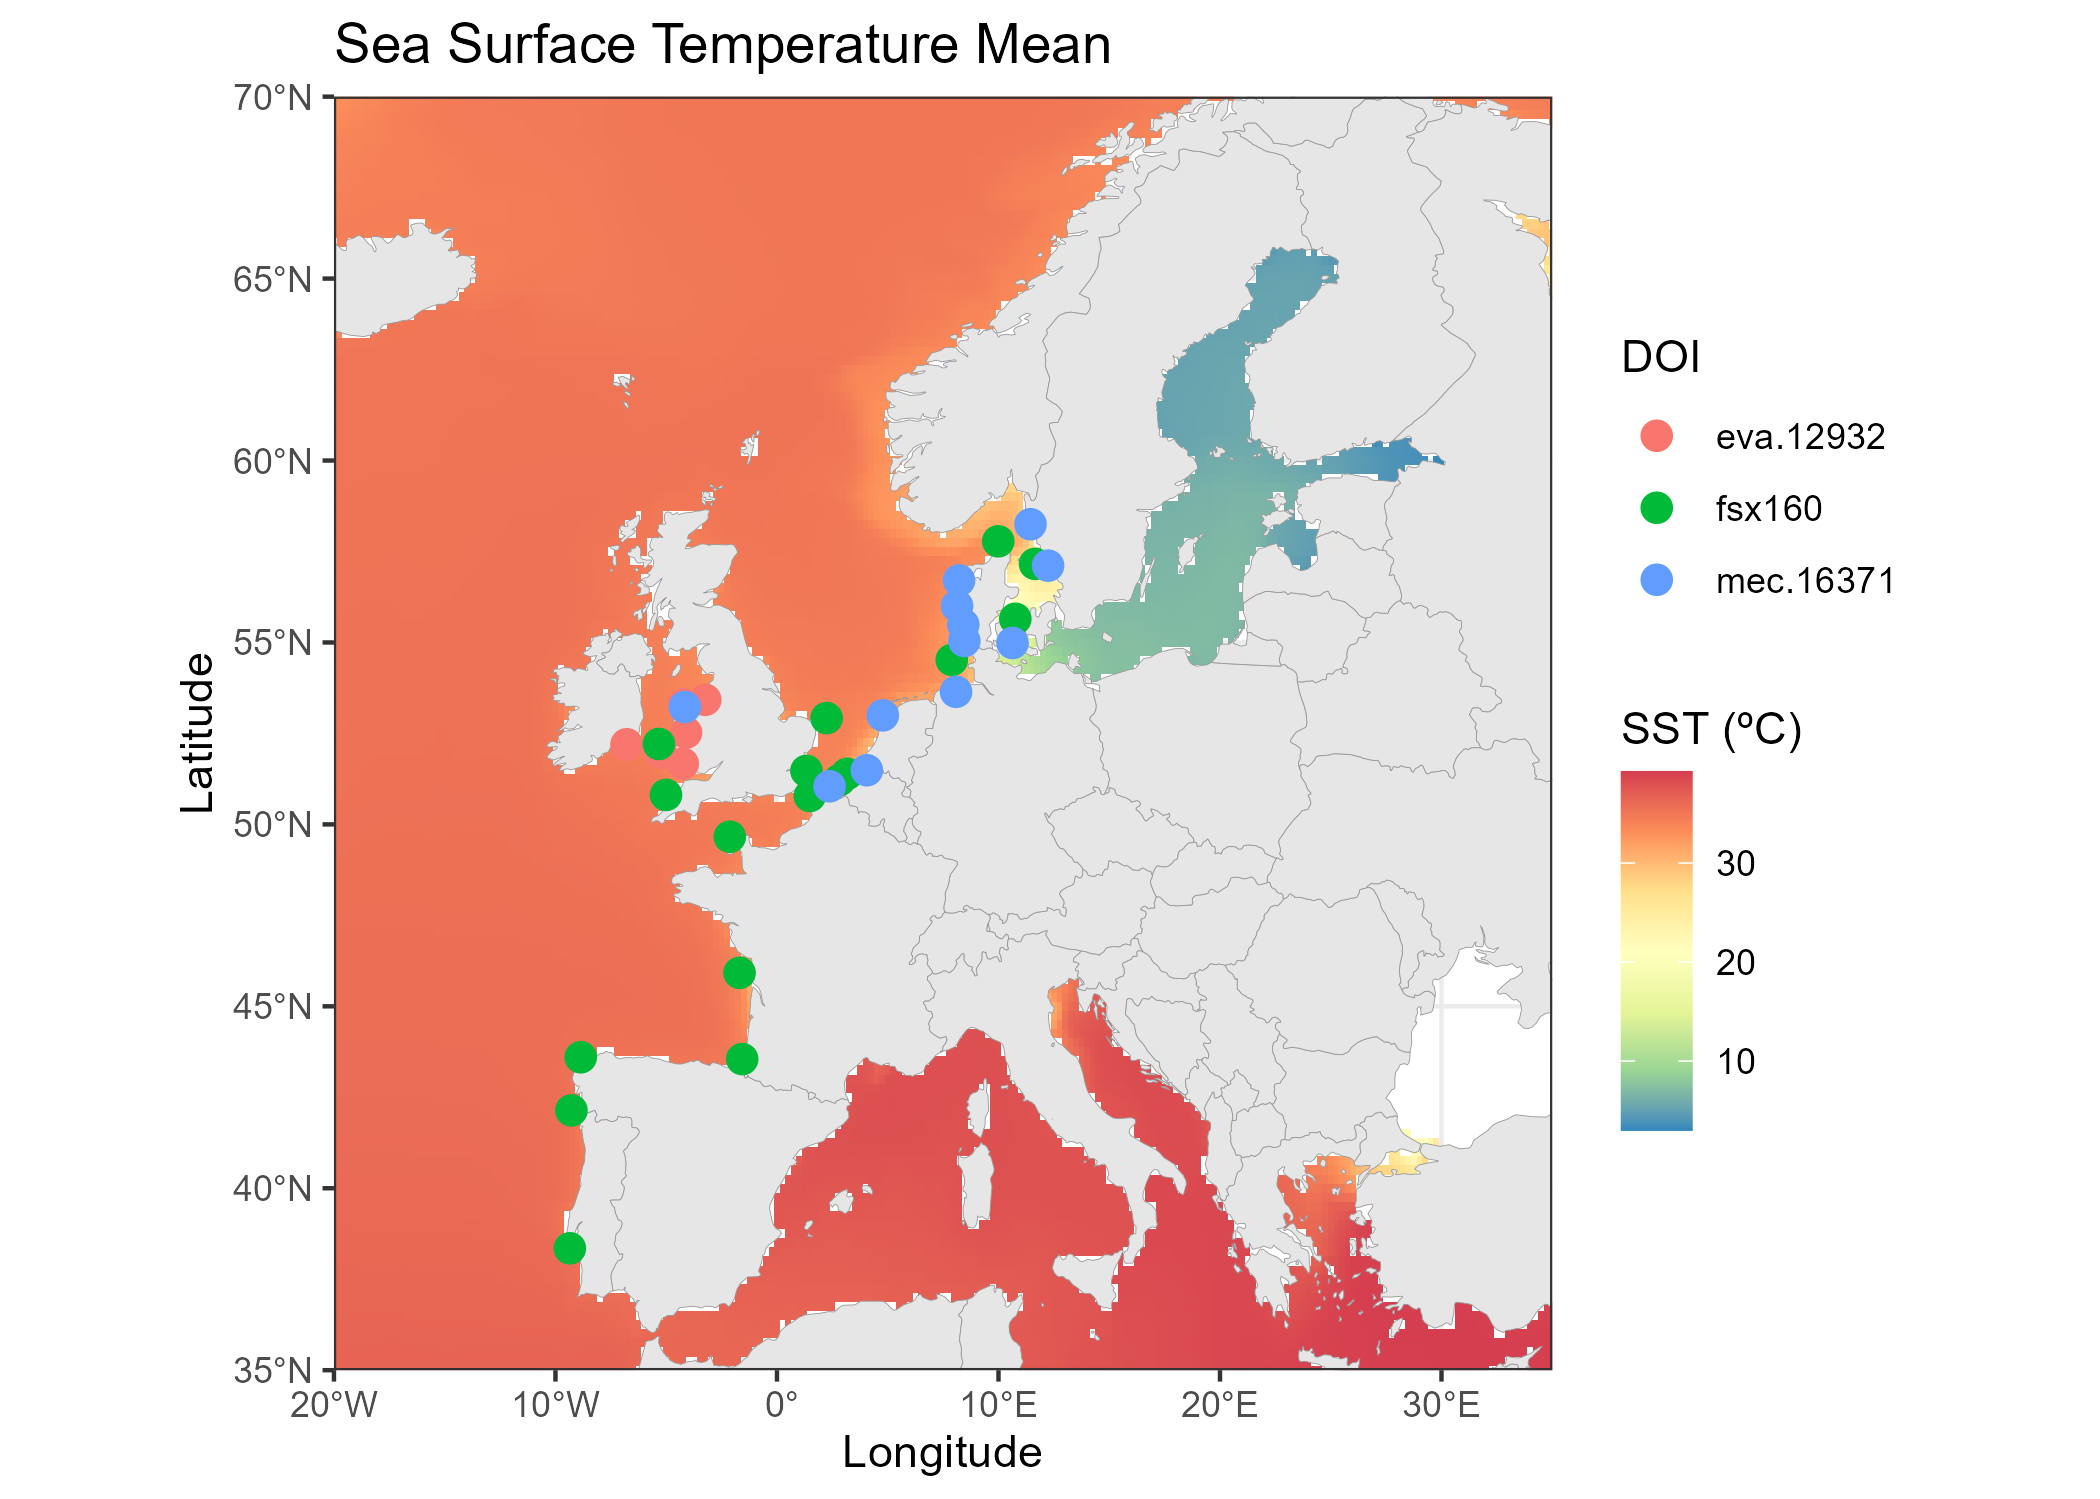 Sea Surface Temperature Mean
70°N
65°N
60°N
55°N
50°N
45°N
40°N
35°N
Latitude
20°W
10°W
0°
10°E
20°E
30°E
Longitude
DOI
eva.12932
fsx160
mec.16371
SST (ºC)
30
20
10